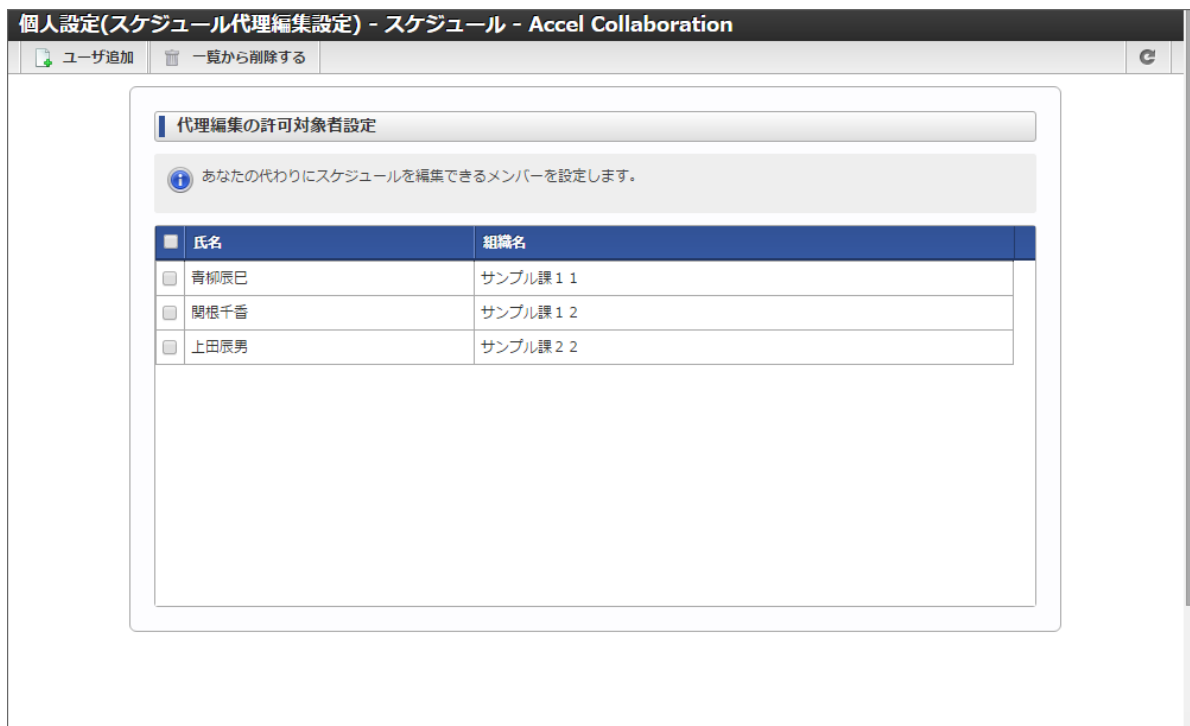 個人設定(スケジュール代理編集設定) - スケジュール - Accel Collaboration
ユーザ追加 一覧から削除する
代理編集の許可対象者設定
あなたの代わりにスケジュールを編集できるメンバーを設定します。
氏名 組織名
青柳辰巳 サンプル課１１
関根千香 サンプル課１２
上田辰男 サンプル課２２